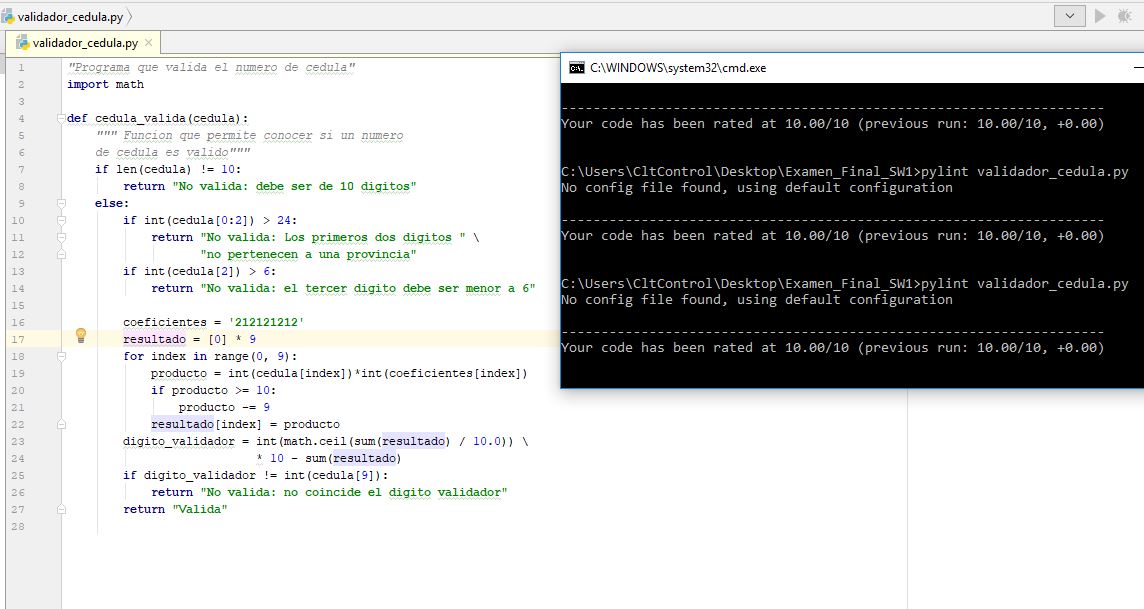 validador_cedula.py
validador_cedula.py
1 "Programa que valida el numero de cedula"
2 import math
3
4 def cedula_valida(cedula):
5 """ Funcion que permite conocer si un numero
6 de cedula es valido"""
7 if len(cedula) != 10:
8 return "No valida: debe ser de 10 digitos"
9 else:
10 if int(cedula[0:2]) > 24:
11 return "No valida: Los primeros dos digitos " \
12 "no pertenecen a una provincia"
13 if int(cedula[2]) > 6:
14 return "No valida: el tercer digito debe ser menor a 6"
15
16 coeficientes = '212121212'
17 resultado = [0] * 9
18 for index in range(0, 9):
19 producto = int(cedula[index])*int(coeficientes[index])
20 if producto >= 10:
21 producto -= 9
22 resultado[index] = producto
23 digito_validador = int(math.ceil(sum(resultado) / 10.0)) \
24 * 10 - sum(resultado)
25 if digito_validador != int(cedula[9]):
26 return "No valida: no coincide el digito validador"
27 return "Valida"
28
C:\WINDOWS\system32\cmd.exe
--------------------------------------------------------------------
Your code has been rated at 10.00/10 (previous run: 10.00/10, +0.00)
C:\Users\CltControl\Desktop\Examen_Final_SW1>pylint validador_cedula.py
No config file found, using default configuration
--------------------------------------------------------------------
Your code has been rated at 10.00/10 (previous run: 10.00/10, +0.00)
C:\Users\CltControl\Desktop\Examen_Final_SW1>pylint validador_cedula.py
No config file found, using default configuration
--------------------------------------------------------------------
Your code has been rated at 10.00/10 (previous run: 10.00/10, +0.00)